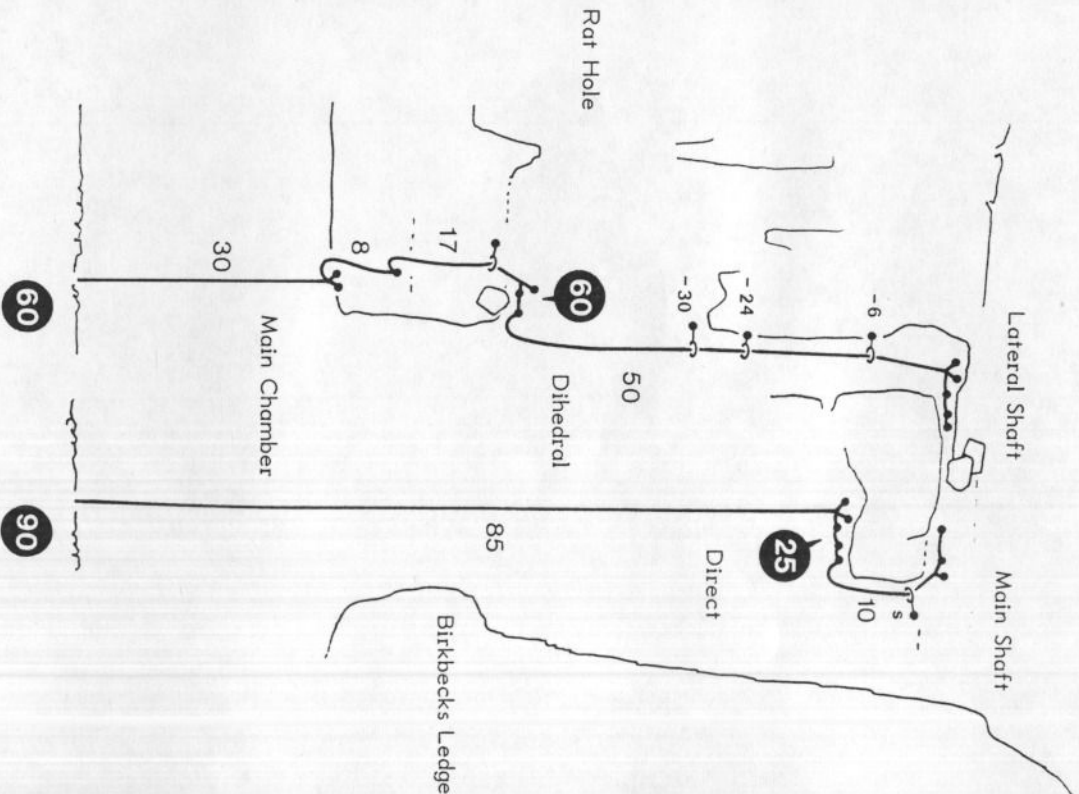 Lateral Shaft
Main Shaft
s
-6
10
25
-24
Direct
-30
50
Rat Hole
60
Dihedral
85
17
Birkbecks Ledge
8
Main Chamber
30
60
90